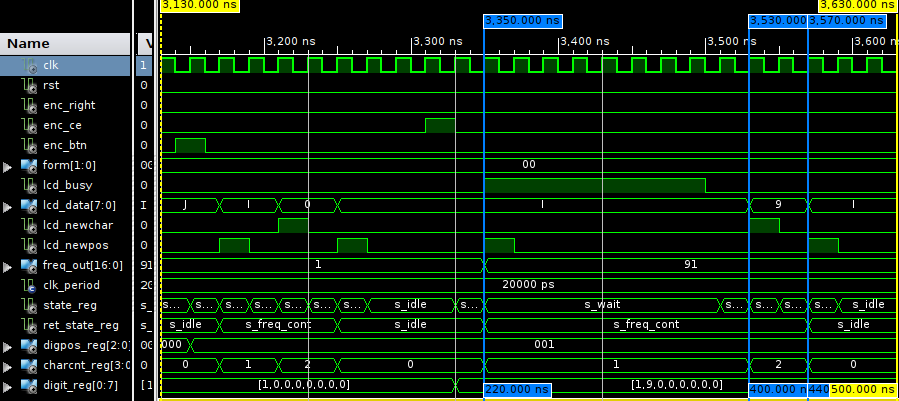 3,130.000 ns 3,630.000 ns
3,350.000 ns 3,530.000 3,570.000 ns
Name V 3,200 ns 3,300 ns 3,400 ns 3,500 ns 3,600 n
clk 1
rst 0
enc_right 0
enc_ce 0
enc_btn 0
form[1:0] 00 00
lcd_busy 0
lcd_data[7:0] I J I 0 I 9 I
lcd_newchar 0
lcd_newpos 0
freq_out[16:0] 91 1 91
clk_period 20 20000 ps
state_reg s_ s... s... s... s... s... s... s... s_idle s... s_wait s... s... s... s... s_idle
ret_state_reg s_ s_idle s_freq_cont s_idle s_freq_cont s_idle
digpos_reg[2:0] 00 000 001
charcnt_reg[3:0 0 0 1 2 0 1 2 0
digit_reg[0:7] [1 [1,0,0,0,0,0,0,0] [1,9,0,0,0,0,0,0]
220.000 ns 400.000 440 500.000 ns